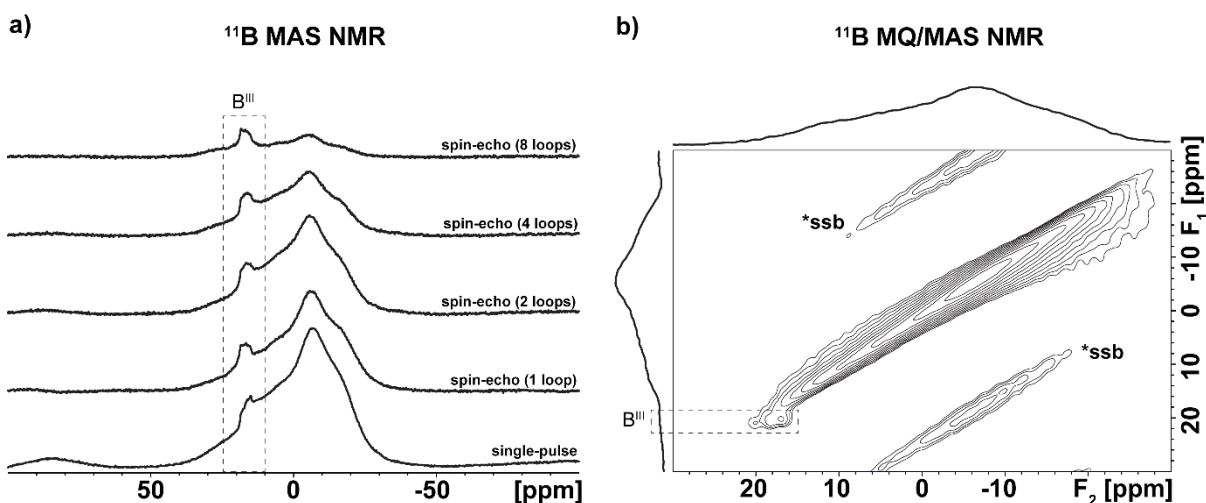 a)
¹¹B MAS NMR
Bᴵᴵᴵ
spin-echo (8 loops)
spin-echo (4 loops)
spin-echo (2 loops)
spin-echo (1 loop)
single-pulse
50 0 -50 [ppm]
b)
¹¹B MQ/MAS NMR
*ssb
*ssb
Bᴵᴵᴵ
F₁ [ppm]
-10
0
10
20
20 10 0 -10 F₂ [ppm]